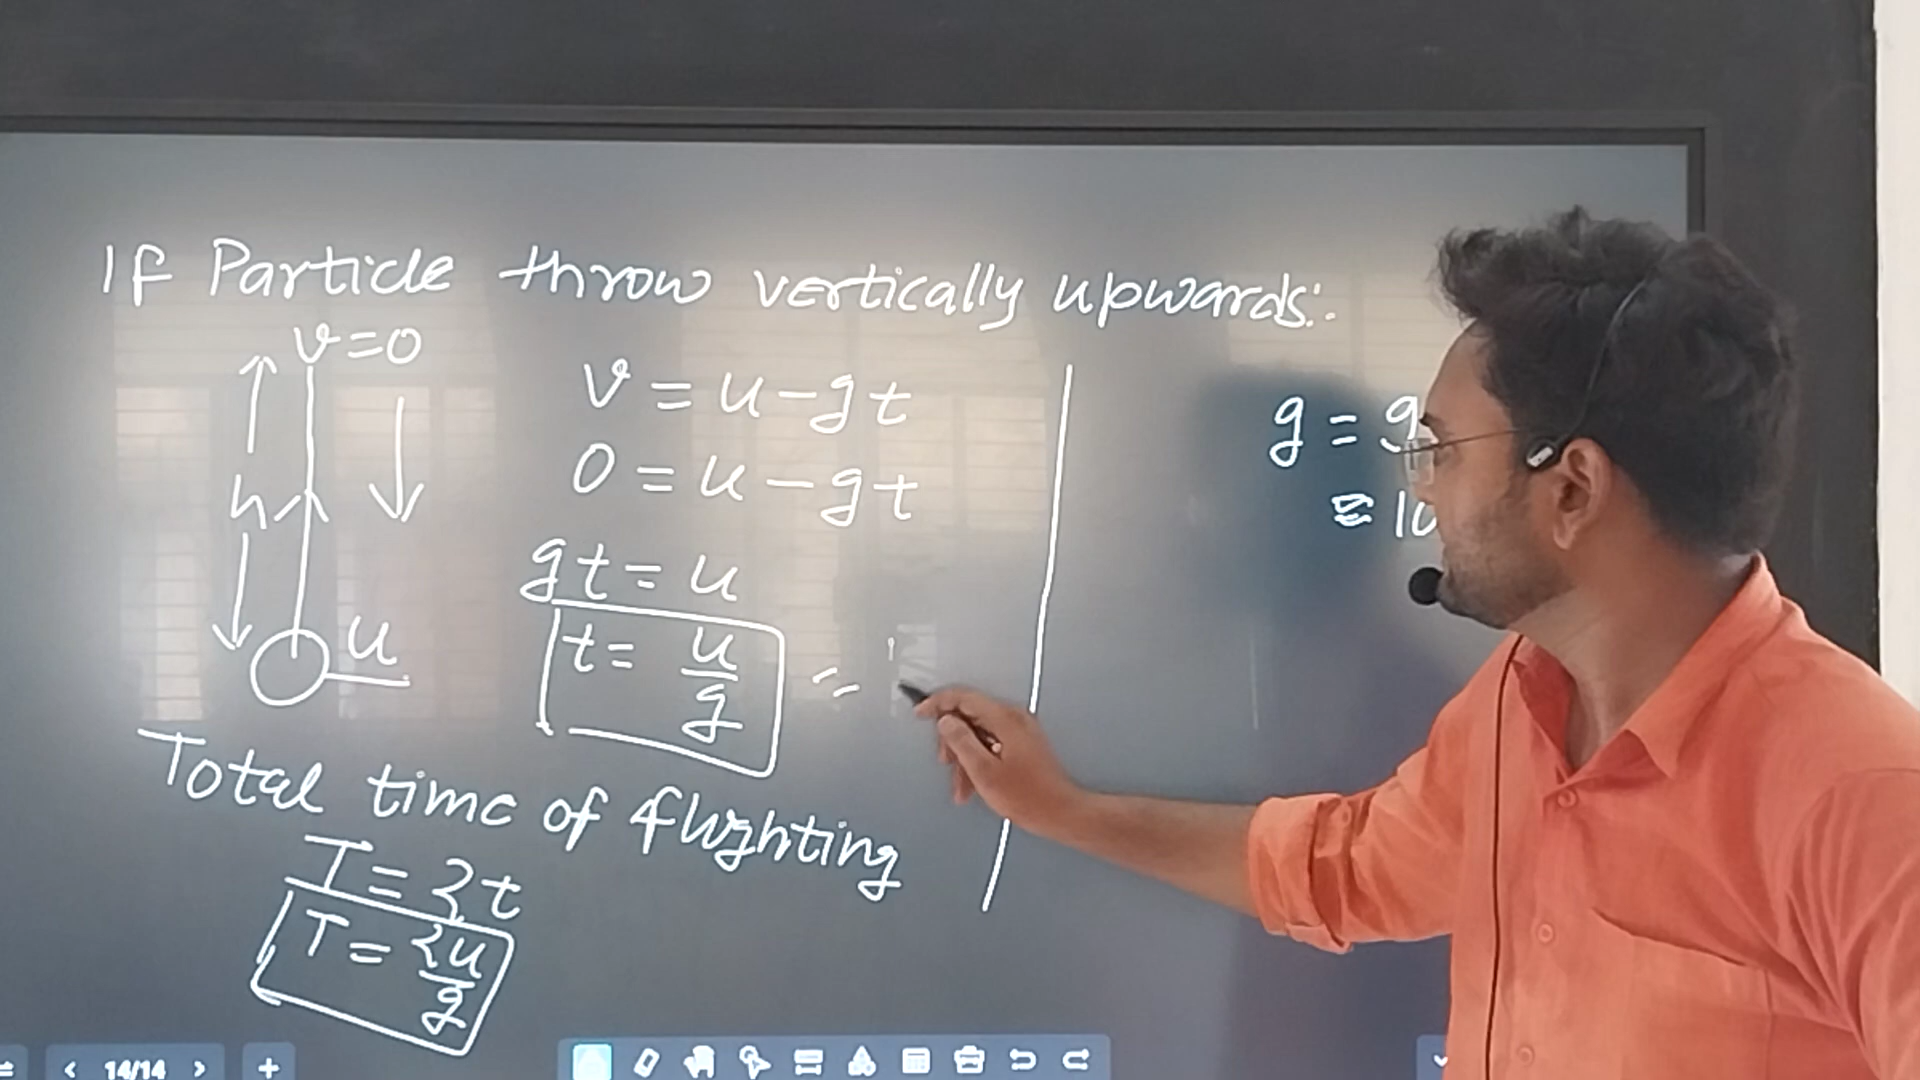 If Particle throw vertically upwards:
v=0
h
u
v = u - gt
0 = u - gt
gt = u
t = u/g =
g = 9
= 10
Total time of flighting
T = 2t
T = 2u/g
14/14